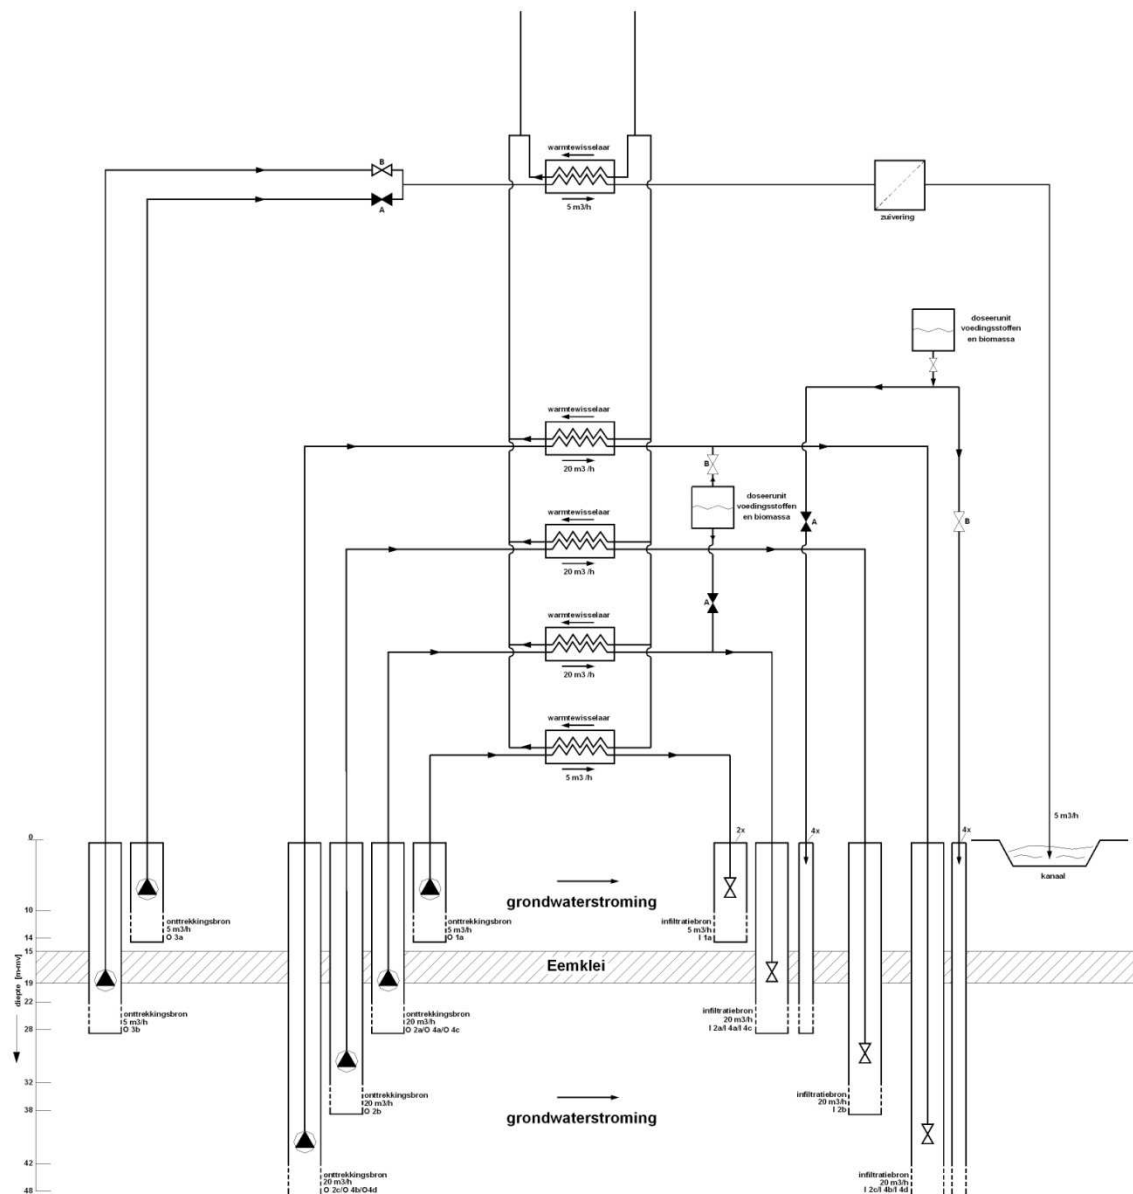 warmtewisselaar
5 m3/h
B
A
zuivering
doseerunit
voedingsstoffen
en biomassa
warmtewisselaar
20 m3 /h
B
doseerunit
voedingsstoffen
en biomassa
A
B
warmtewisselaar
20 m3 /h
A
warmtewisselaar
20 m3 /h
warmtewisselaar
5 m3 /h
5 m3/h
kanaal
2x
4x
4x
0
10
14
15
19
22
28
32
38
42
48
diepte [m-mv]
onttrekkingsbron
5 m3/h
O 3a
onttrekkingsbron
5 m3/h
O 1a
grondwaterstroming
infiltratiebron
5 m3/h
I 1a
Eemklei
onttrekkingsbron
5 m3/h
O 3b
onttrekkingsbron
20 m3/h
O 2a/O 4a/O 4c
infiltratiebron
20 m3/h
I 2a/I 4a/I 4c
onttrekkingsbron
20 m3/h
O 2b
grondwaterstroming
infiltratiebron
20 m3/h
I 2b
onttrekkingsbron
20 m3/h
O 2c/O 4b/O4d
infiltratiebron
20 m3/h
I 2c/I 4b/I 4d